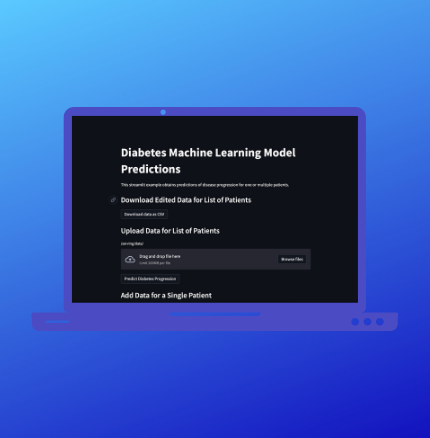 Diabetes Machine Learning Model
Predictions
This streamlit example obtains predictions of disease progression for one or multiple patients.
Download Edited Data for List of Patients
Download data as CSV
Upload Data for List of Patients
Drag and drop file here
Limit 200MB per file
Browse files
Predict Diabetes Progression
Add Data for a Single Patient